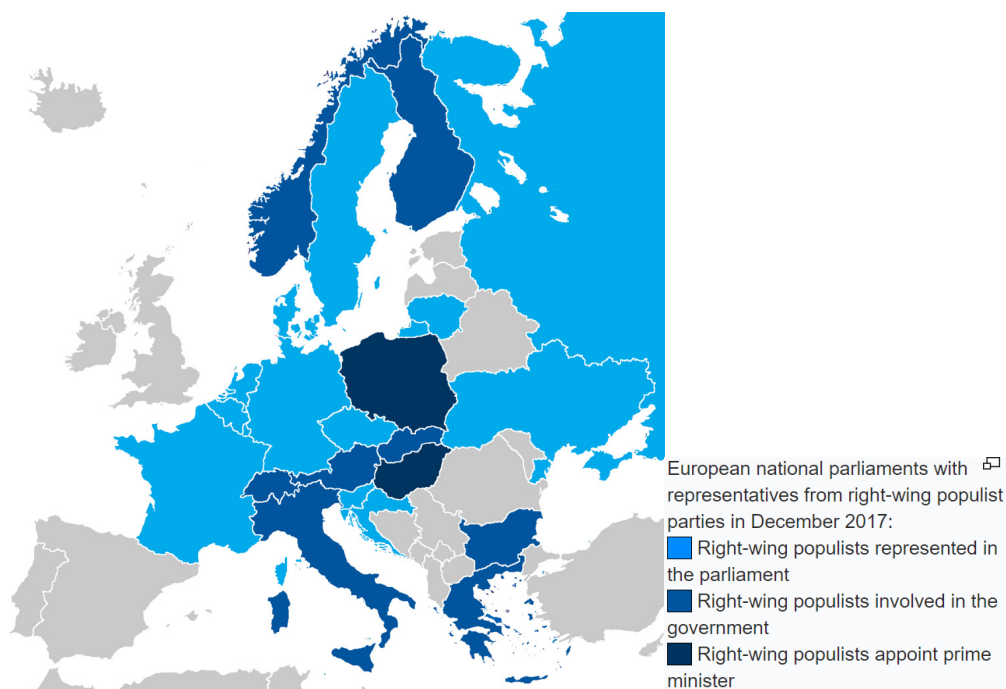 European national parliaments with
representatives from right-wing populist
parties in December 2017:
Right-wing populists represented in
the parliament
Right-wing populists involved in the
government
Right-wing populists appoint prime
minister